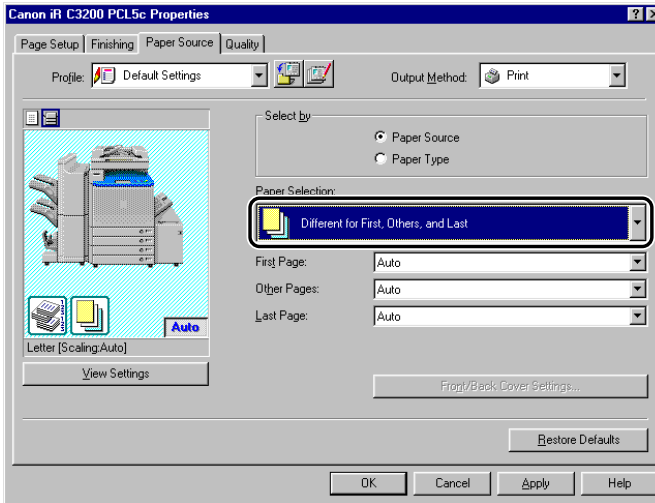 Canon iR C3200 PCL5c Properties
Page Setup Finishing Paper Source Quality
Profile: Default Settings Output Method: Print
Select by
Paper Source
Paper Type
Paper Selection:
Different for First, Others, and Last
First Page: Auto
Other Pages: Auto
Last Page: Auto
Auto
Letter [Scaling:Auto]
View Settings
Front/Back Cover Settings...
Restore Defaults
OK Cancel Apply Help